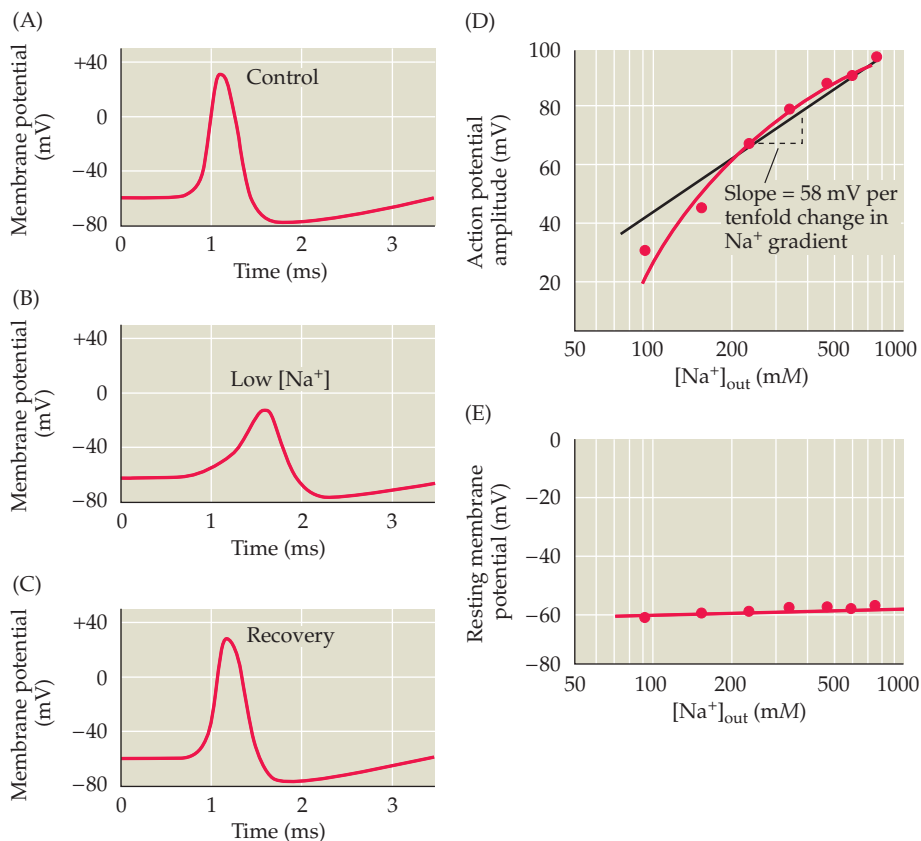 (A)
Membrane potential
(mV)
+40
0
−40
−60
−80
Control
0
1
2
3
Time (ms)
(B)
Membrane potential
(mV)
+40
0
−40
−80
Low [Na⁺]
0
1
2
3
Time (ms)
(C)
Membrane potential
(mV)
+40
0
−40
−80
Recovery
0
1
2
3
Time (ms)
(D)
Action potential
amplitude (mV)
100
80
60
40
20
Slope = 58 mV per
tenfold change in
Na⁺ gradient
50
100
200
500
1000
[Na⁺]out (mM)
(E)
Resting membrane
potential (mV)
0
−20
−40
−60
−80
50
100
200
500
1000
[Na⁺]out (mM)